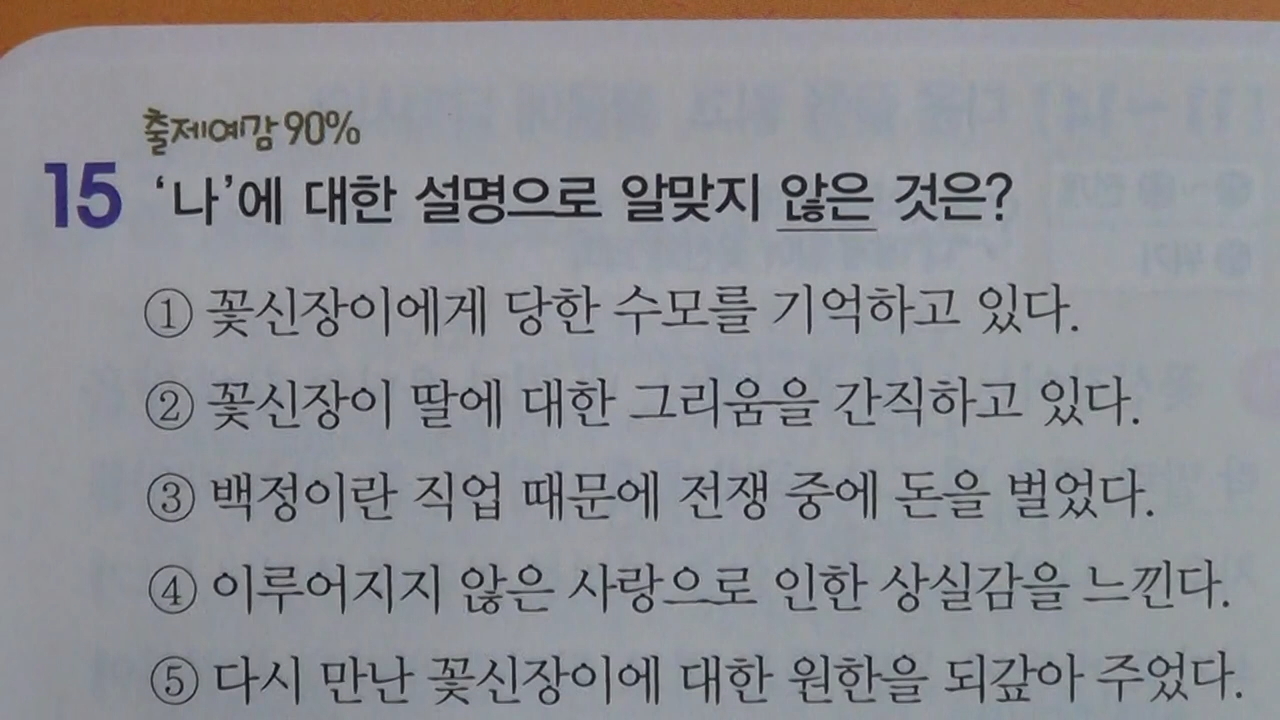 출제예감 90%
15 ‘나’에 대한 설명으로 알맞지 않은 것은?
① 꽃신장이에게 당한 수모를 기억하고 있다.
② 꽃신장이 딸에 대한 그리움을 간직하고 있다.
③ 백정이란 직업 때문에 전쟁 중에 돈을 벌었다.
④ 이루어지지 않은 사랑으로 인한 상실감을 느낀다.
⑤ 다시 만난 꽃신장이에 대한 원한을 되갚아 주었다.